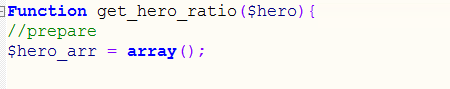 Function get_hero_ratio($hero){
//prepare
$hero_arr = array();